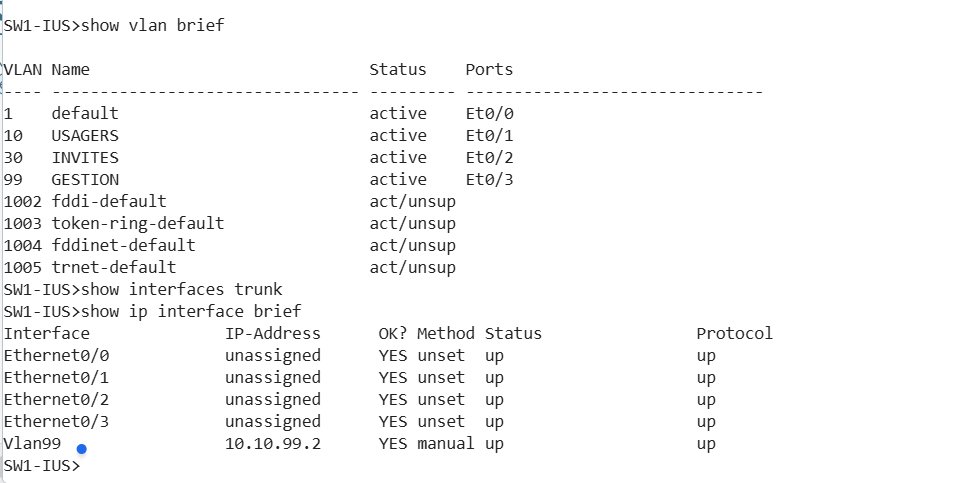 SW1-IUS>show vlan brief
VLAN Name                             Status    Ports
---- -------------------------------- --------- -------------------------------
1    default                          active    Et0/0
10   USAGERS                          active    Et0/1
30   INVITES                          active    Et0/2
99   GESTION                          active    Et0/3
1002 fddi-default                     act/unsup
1003 token-ring-default               act/unsup
1004 fddinet-default                  act/unsup
1005 trnet-default                    act/unsup
SW1-IUS>show interfaces trunk
SW1-IUS>show ip interface brief
Interface              IP-Address      OK? Method Status                Protocol
Ethernet0/0            unassigned      YES unset  up                    up
Ethernet0/1            unassigned      YES unset  up                    up
Ethernet0/2            unassigned      YES unset  up                    up
Ethernet0/3            unassigned      YES unset  up                    up
Vlan99                 10.10.99.2      YES manual up                    up
SW1-IUS>